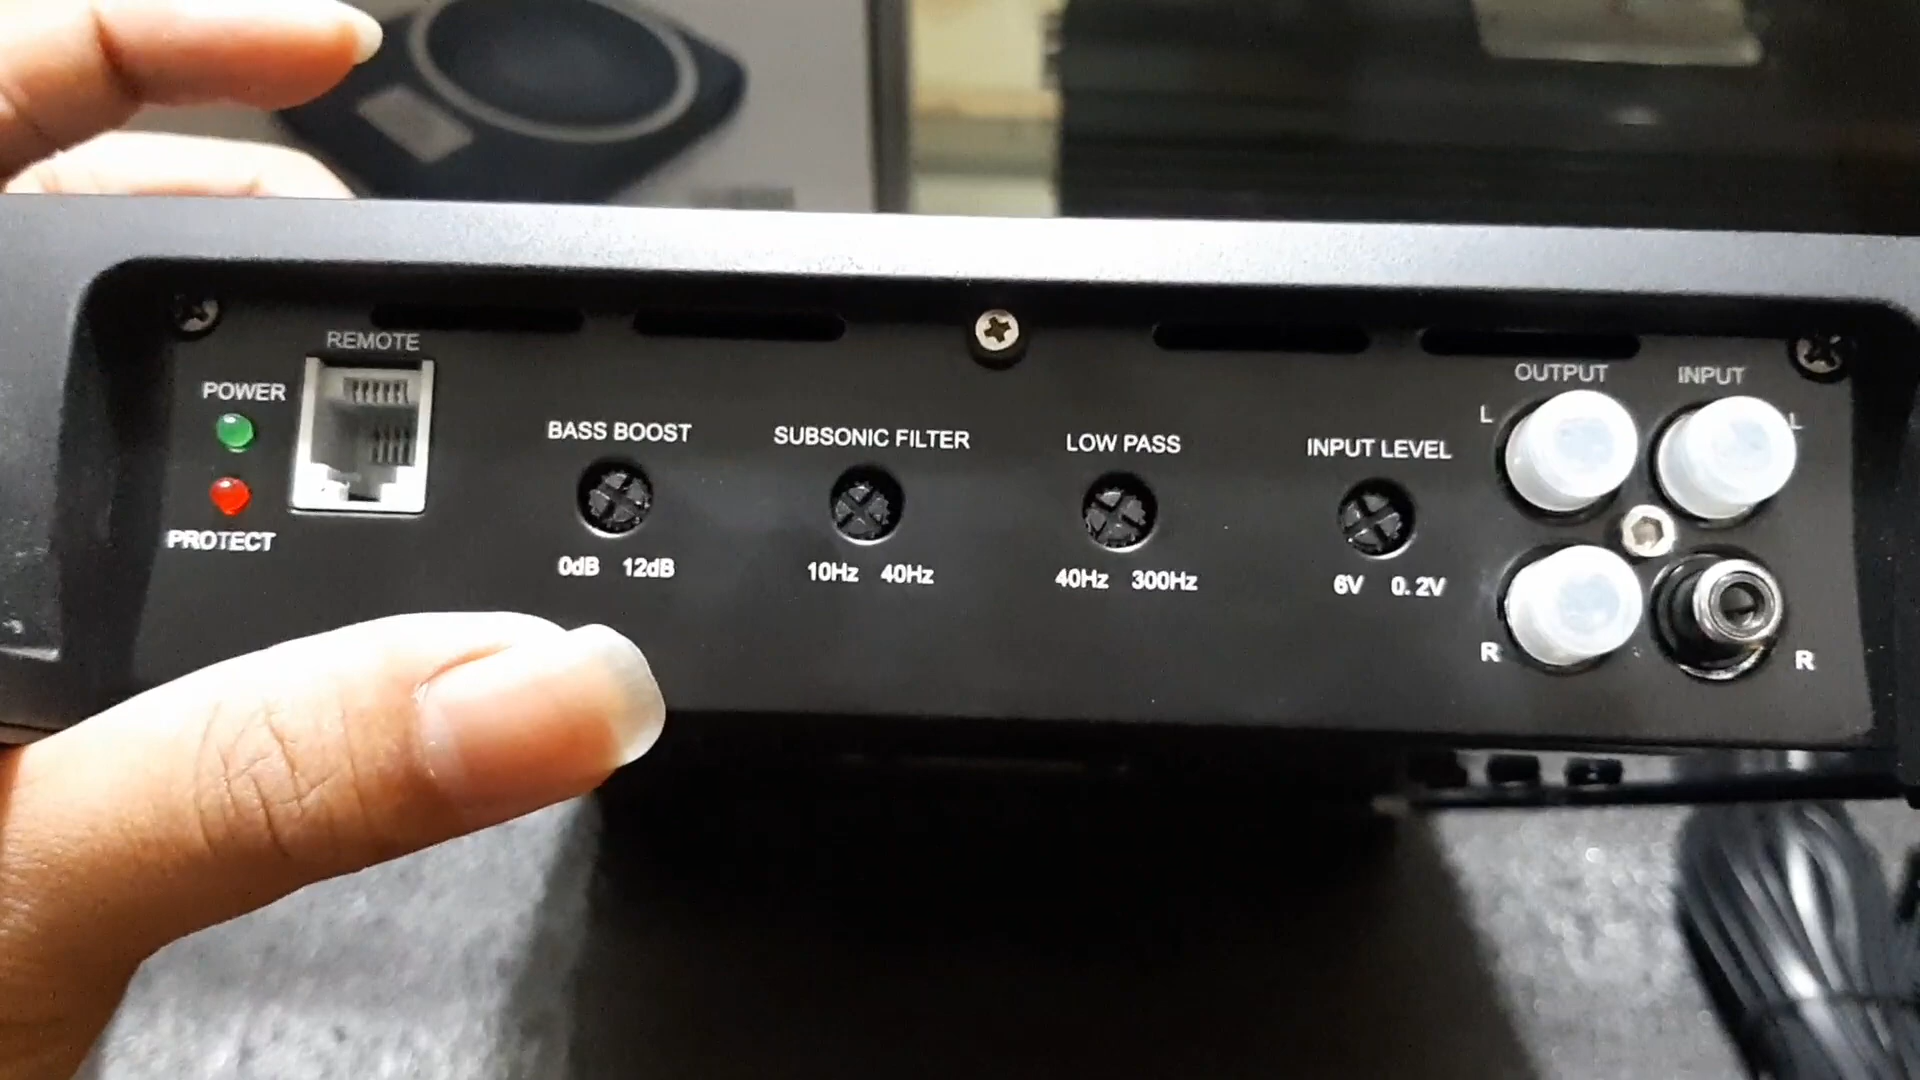 REMOTE
POWER
PROTECT
BASS BOOST
0dB 12dB
SUBSONIC FILTER
10Hz 40Hz
LOW PASS
40Hz 300Hz
INPUT LEVEL
6V 0.2V
OUTPUT INPUT
L L
R R